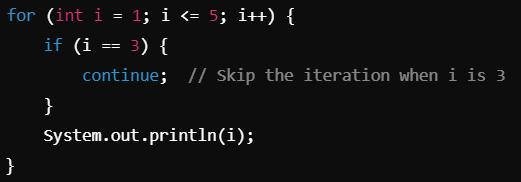 for (int i = 1; i <= 5; i++) {
    if (i == 3) {
        continue;  // Skip the iteration when i is 3
    }
    System.out.println(i);
}